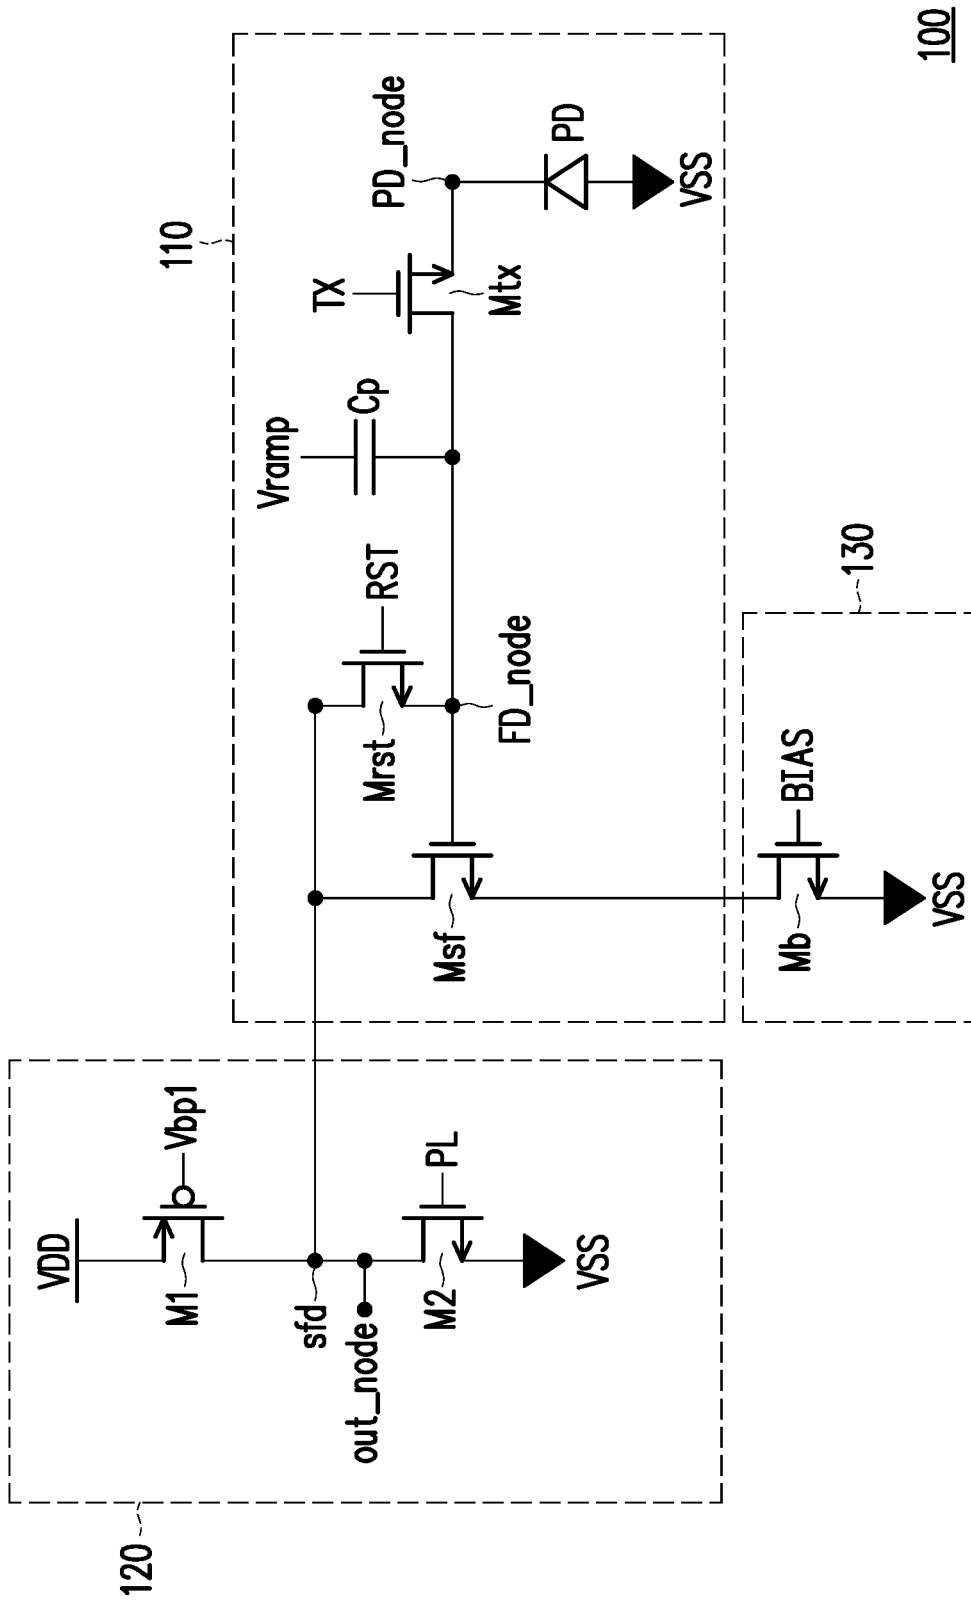 VDD
120
110
M1
Vbp1
Vramp
sfd
TX
out_node
Cp
Mrst
RST
PD_node
M2
PL
Msf
Mtx
FD_node
PD
VSS
VSS
Mb
BIAS
130
VSS
100